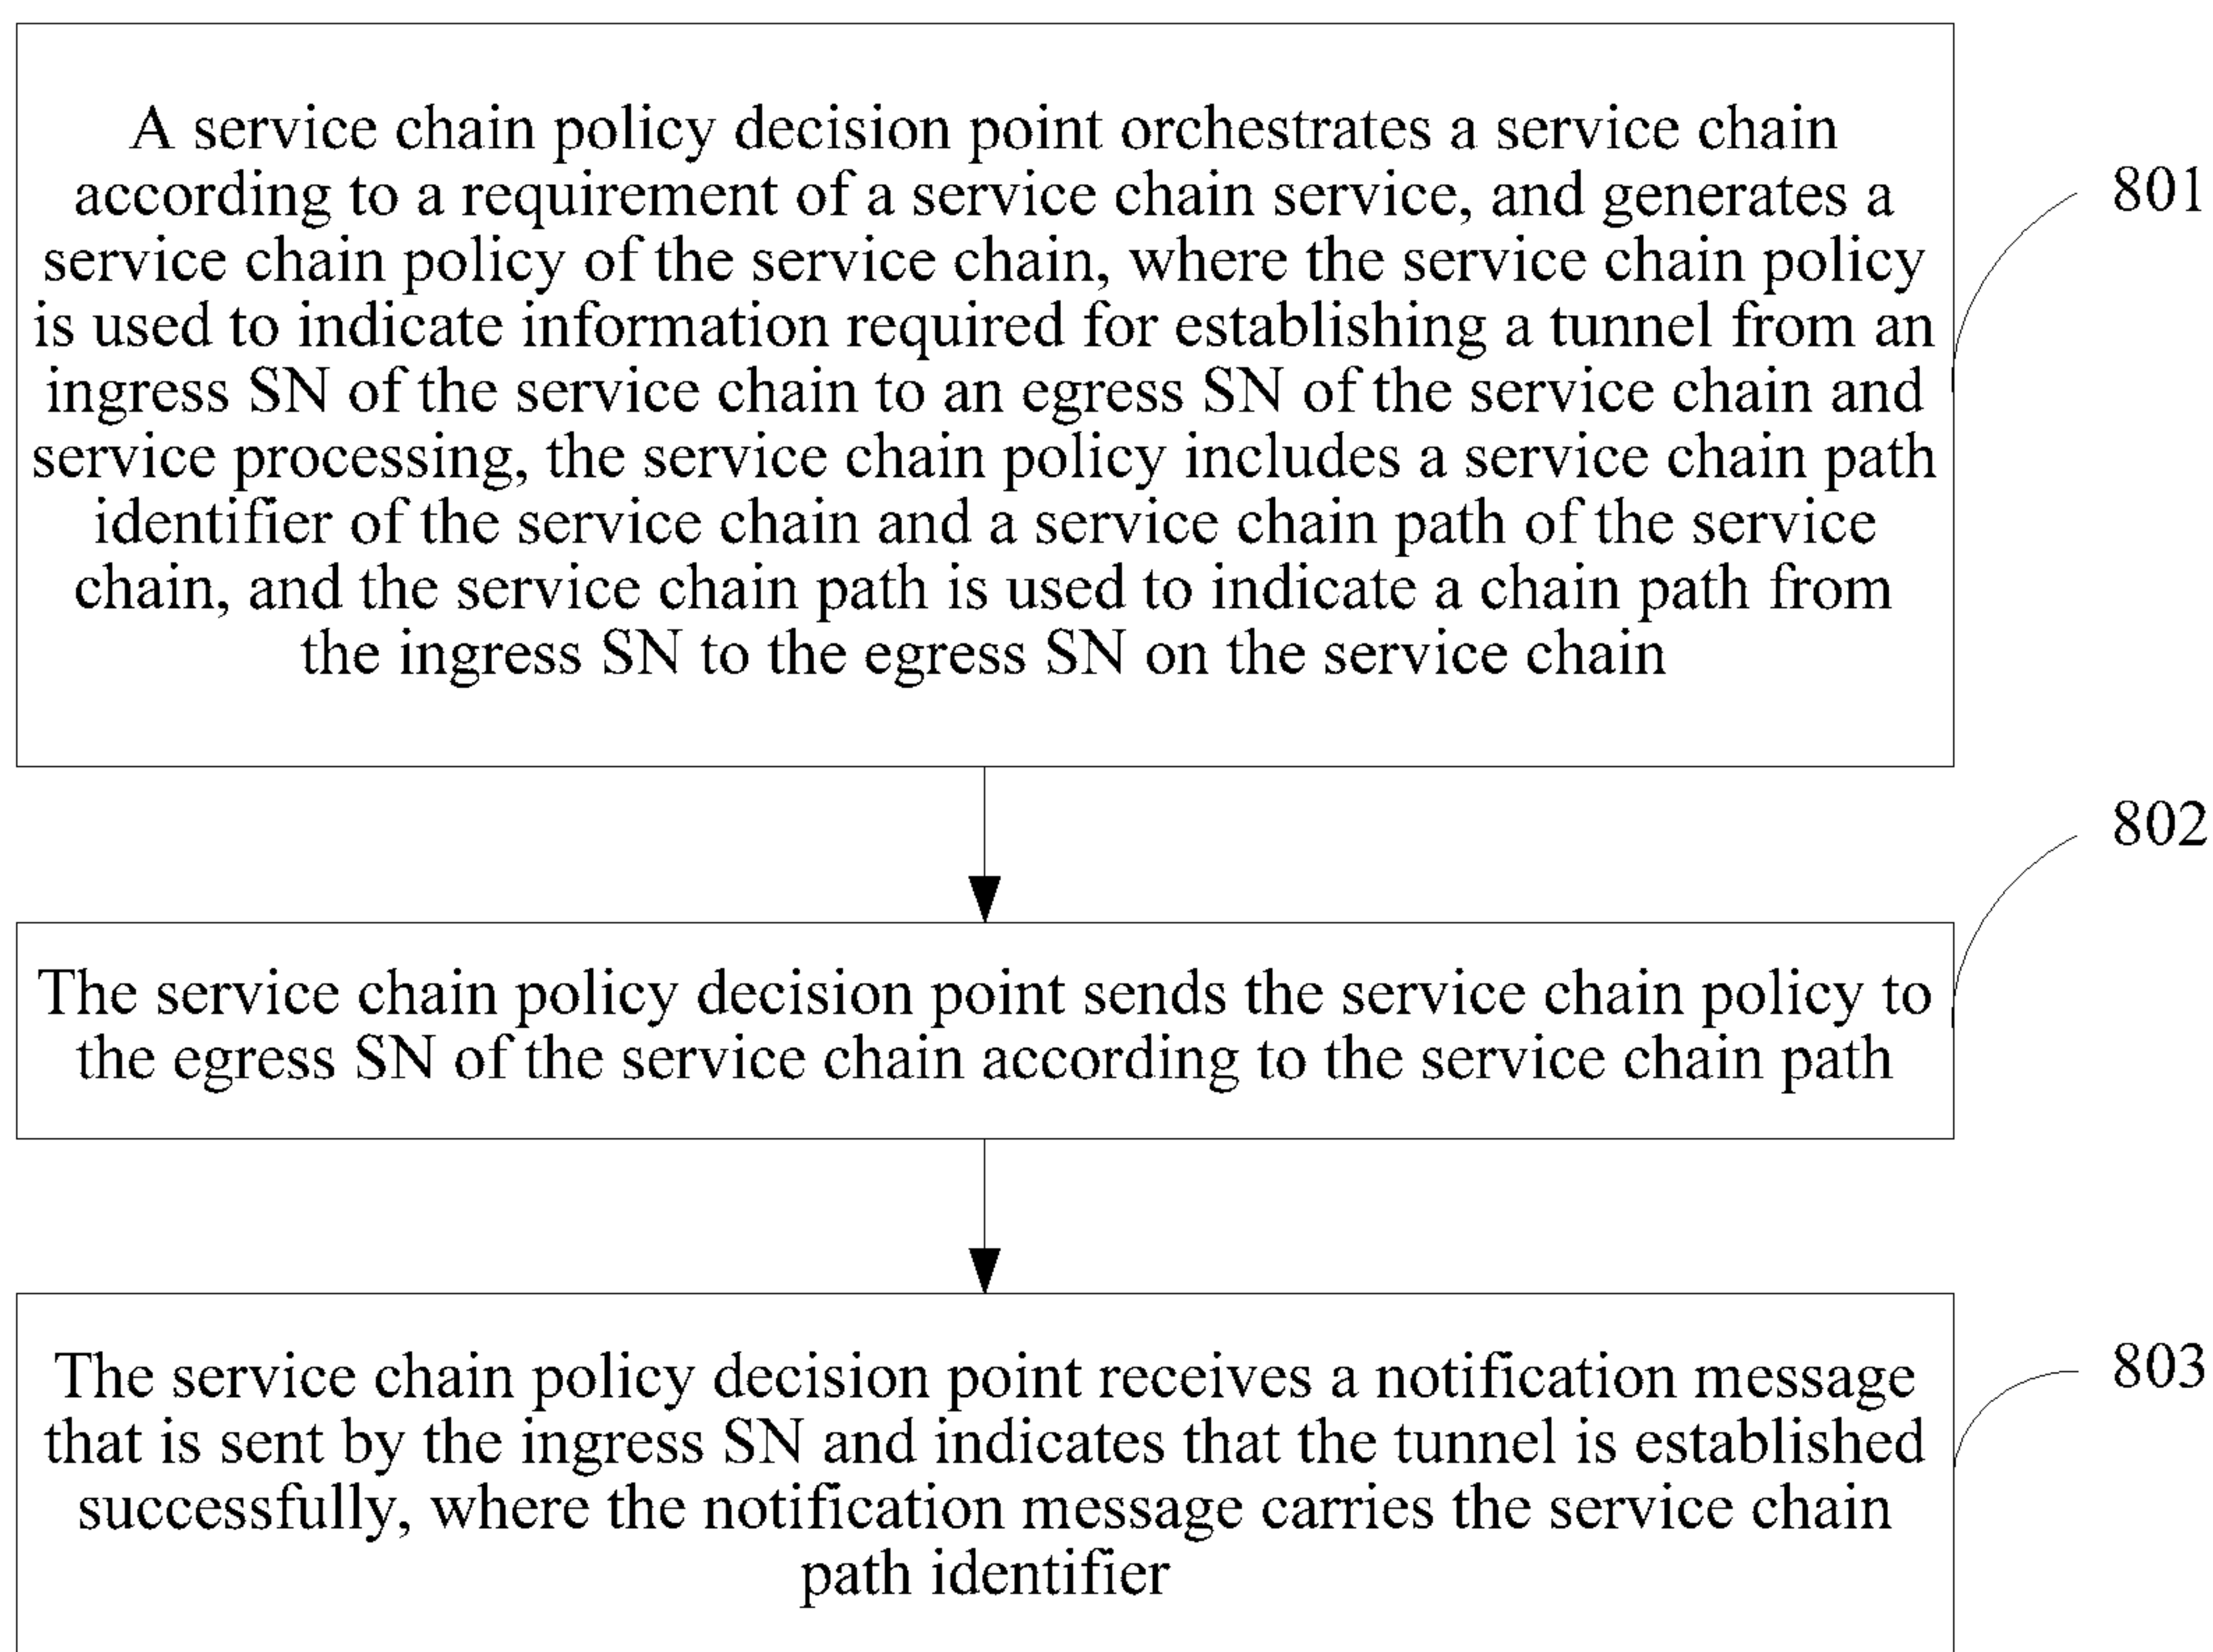 A service chain policy decision point orchestrates a service chain
according to a requirement of a service chain service, and generates a
service chain policy of the service chain, where the service chain policy
is used to indicate information required for establishing a tunnel from an
ingress SN of the service chain to an egress SN of the service chain and
service processing, the service chain policy includes a service chain path
identifier of the service chain and a service chain path of the service
chain, and the service chain path is used to indicate a chain path from
the ingress SN to the egress SN on the service chain
801
802
The service chain policy decision point sends the service chain policy to
the egress SN of the service chain according to the service chain path
803
The service chain policy decision point receives a notification message
that is sent by the ingress SN and indicates that the tunnel is established
successfully, where the notification message carries the service chain
path identifier